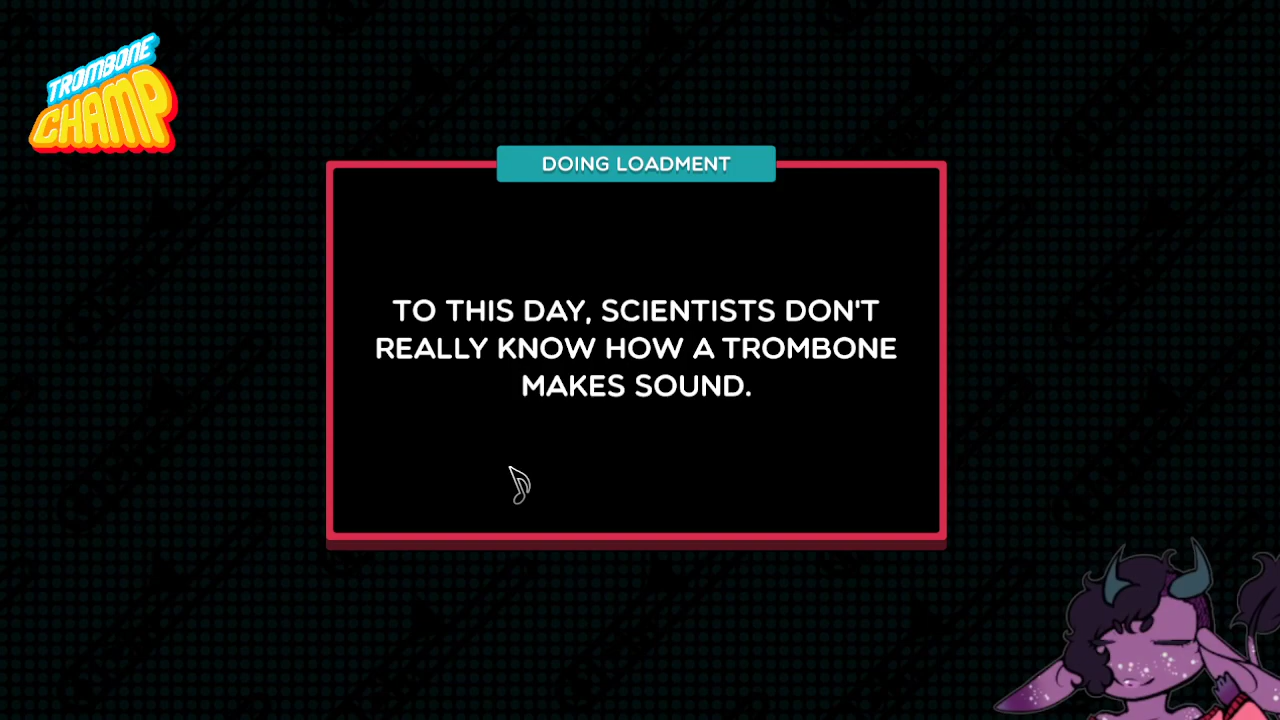 TROMBONE
CHAMP
DOING LOADMENT
TO THIS DAY, SCIENTISTS DON'T
REALLY KNOW HOW A TROMBONE
MAKES SOUND.